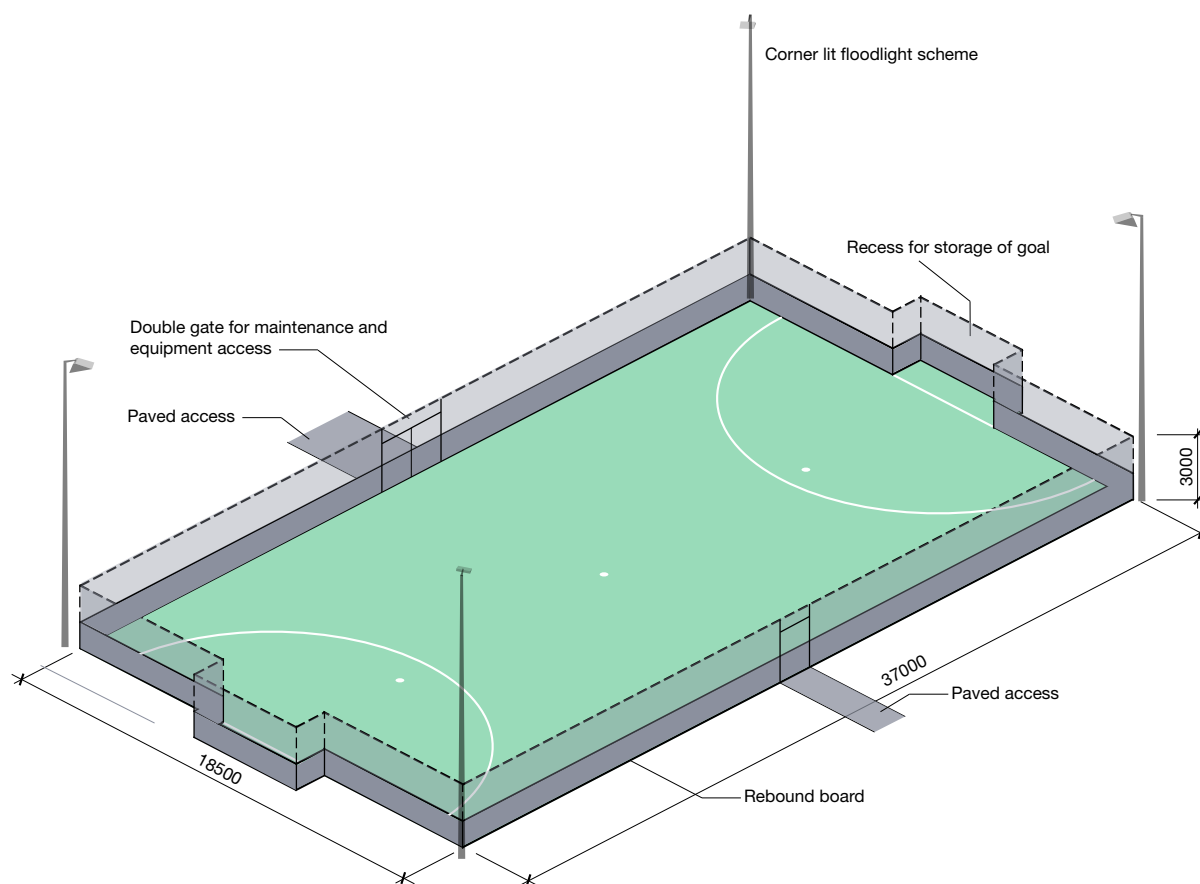 Corner lit floodlight scheme
Recess for storage of goal
Double gate for maintenance and
equipment access
Paved access
3000
37000
Paved access
18500
Rebound board